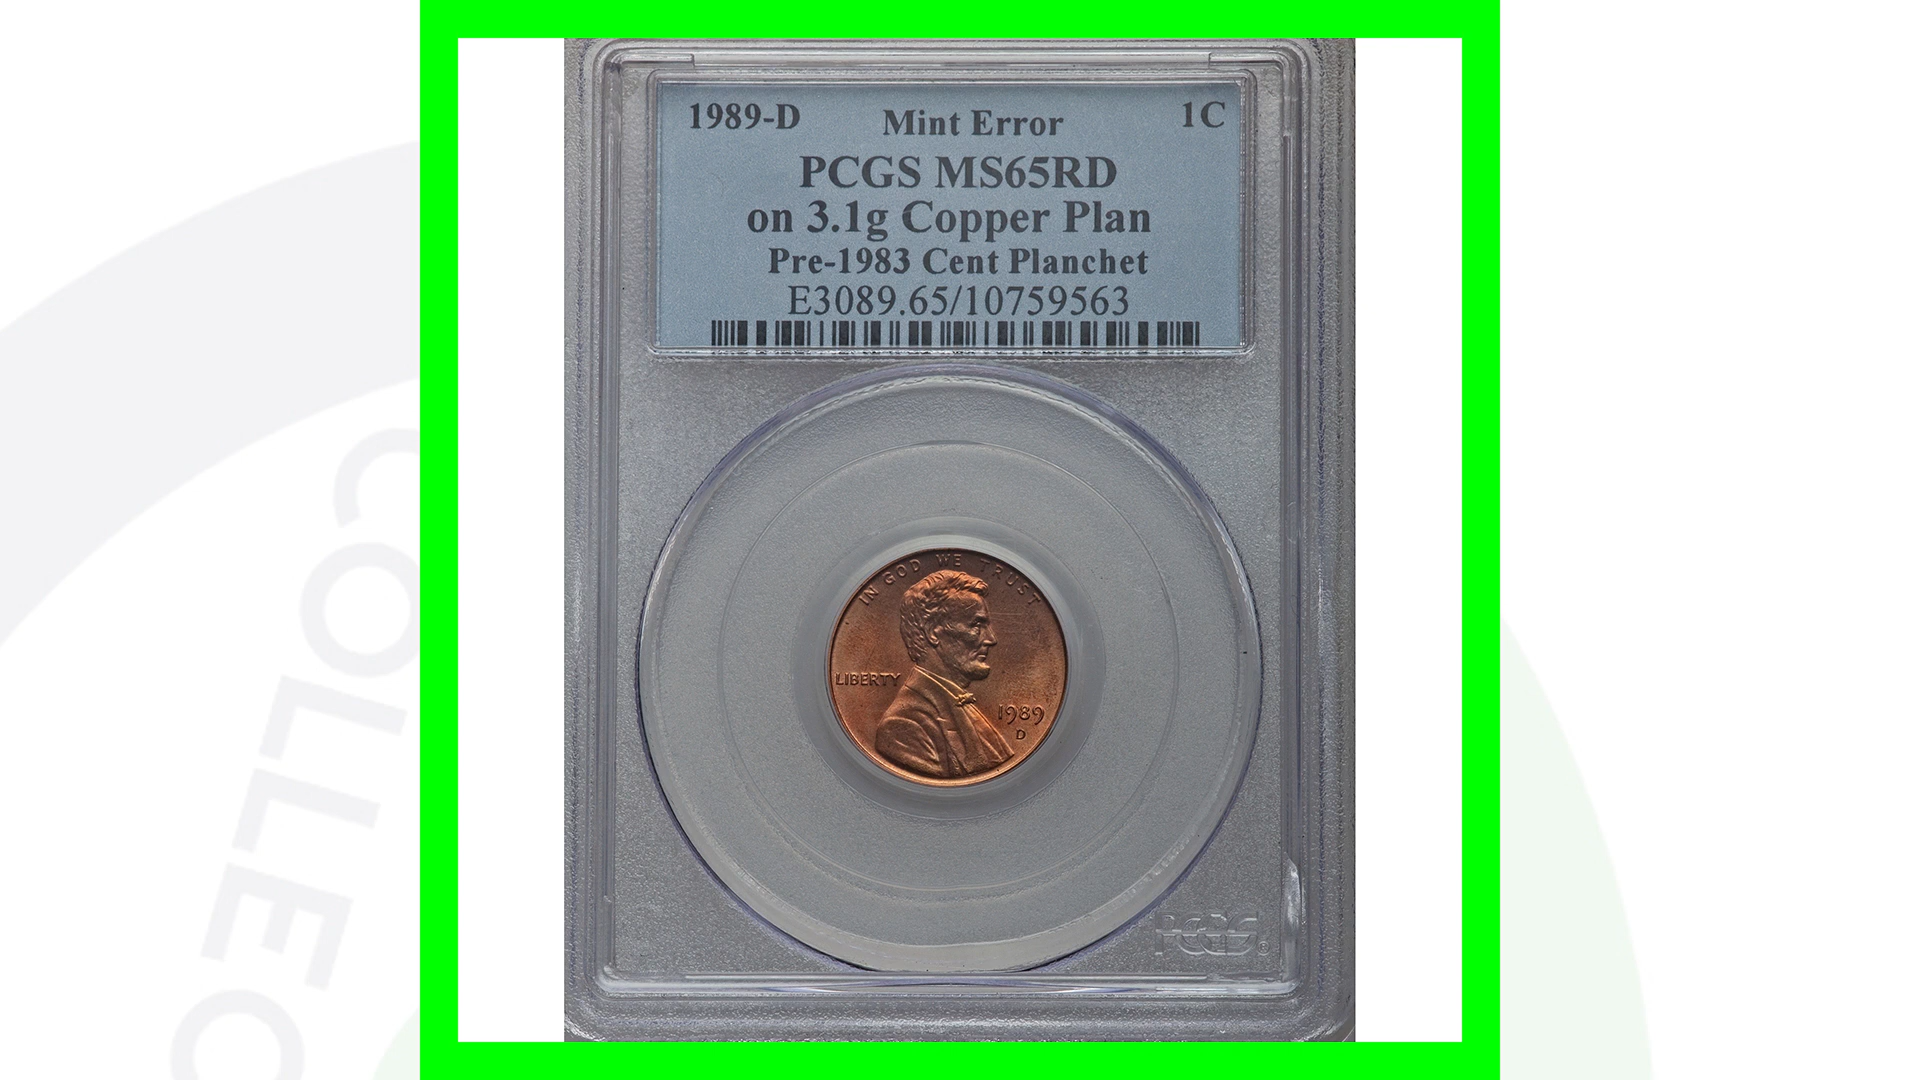 1989-D Mint Error 1C
PCGS MS65RD
on 3.1g Copper Plan
Pre-1983 Cent Planchet
E3089.65/10759563
IN GOD WE TRUST
LIBERTY
1989
D
PCGS
COLLEC